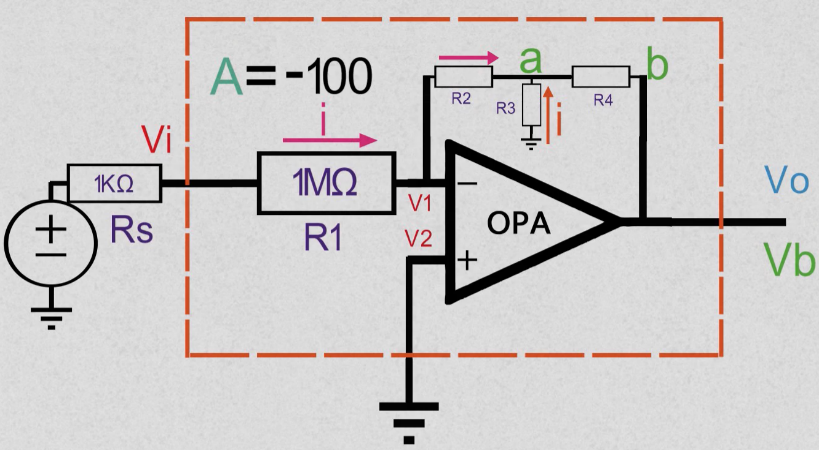 A=-100
a
b
R2
R3
i
R4
i
Vi
1KΩ
Rs
1MΩ
R1
V1
V2
−
+
OPA
Vo
Vb
+
−